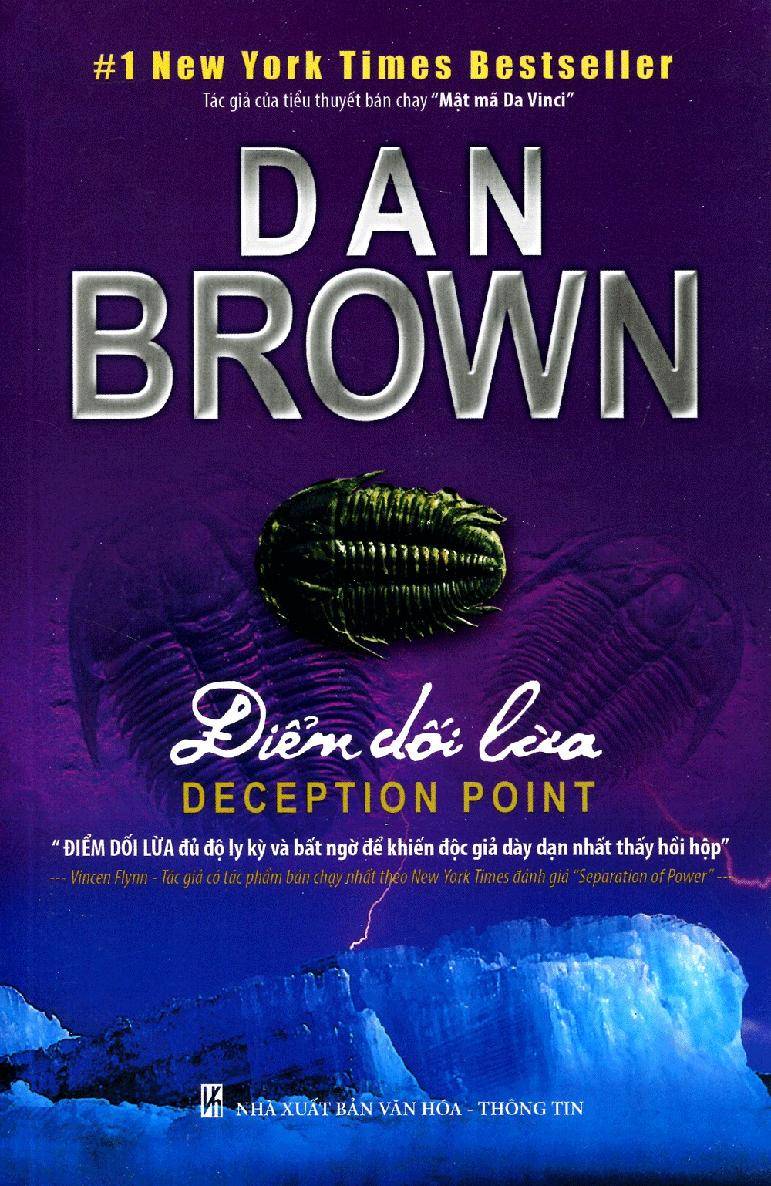 #1 New York Times Bestseller
Tác giả của tiểu thuyết bán chạy "Mật mã Da Vinci"
DAN
BROWN
Điểm dối lừa
DECEPTION POINT
" ĐIỂM DỐI LỪA đủ độ ly kỳ và bất ngờ để khiến độc giả dày dạn nhất thấy hồi hộp"
--- Vincen Flynn - Tác giả có tác phẩm bán chạy nhất theo New York Times đánh giá "Separation of Power" ---
NHÀ XUẤT BẢN VĂN HÓA - THÔNG TIN